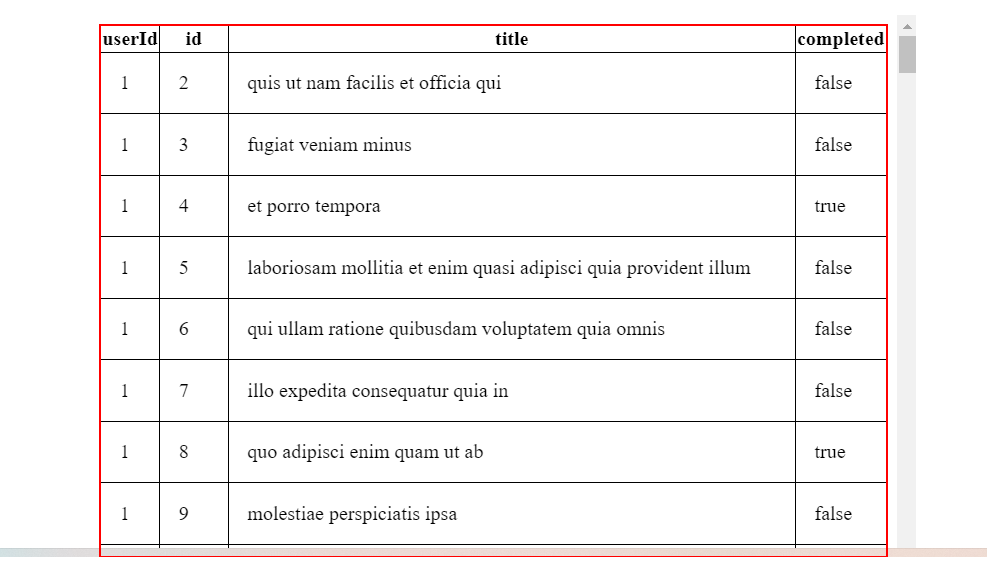 userId id title completed
1 2 quis ut nam facilis et officia qui false
1 3 fugiat veniam minus false
1 4 et porro tempora true
1 5 laboriosam mollitia et enim quasi adipisci quia provident illum false
1 6 qui ullam ratione quibusdam voluptatem quia omnis false
1 7 illo expedita consequatur quia in false
1 8 quo adipisci enim quam ut ab true
1 9 molestiae perspiciatis ipsa false